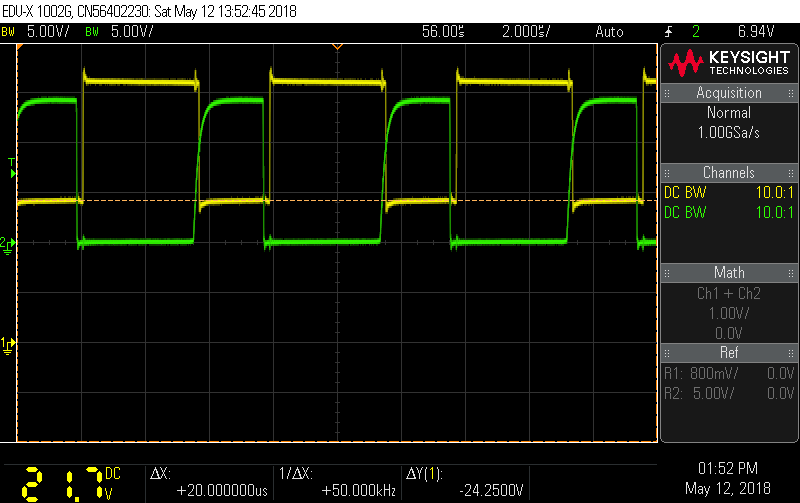 EDU-X 1002G, CN56402230: Sat May 12 13:52:45 2018
BW 5.00V/ BW 5.00V/ 56.00s 2.000s/ Auto 2 6.94V
KEYSIGHT
TECHNOLOGIES
Acquisition
Normal
1.00GSa/s
Channels
DC BW 10.0:1
DC BW 10.0:1
Math
Ch1 + Ch2
1.00V/
0.0V
Ref
R1: 800mV/ 0.0V
R2: 5.00V/ 0.0V
T
2
1
21.7 DC
V
ΔX:
+20.000000us
1/ΔX:
+50.000kHz
ΔY(1):
-24.2500V
01:52 PM
May 12, 2018